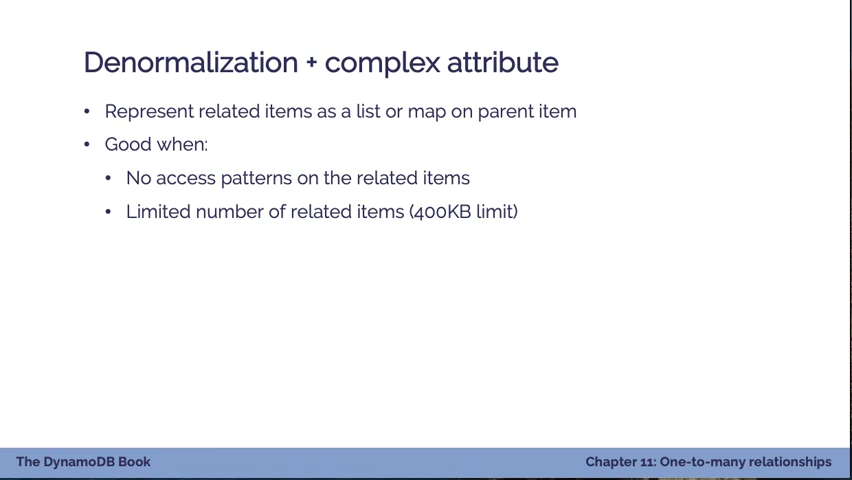 Denormalization + complex attribute
• Represent related items as a list or map on parent item
• Good when:
• No access patterns on the related items
• Limited number of related items (400KB limit)
The DynamoDB Book
Chapter 11: One-to-many relationships